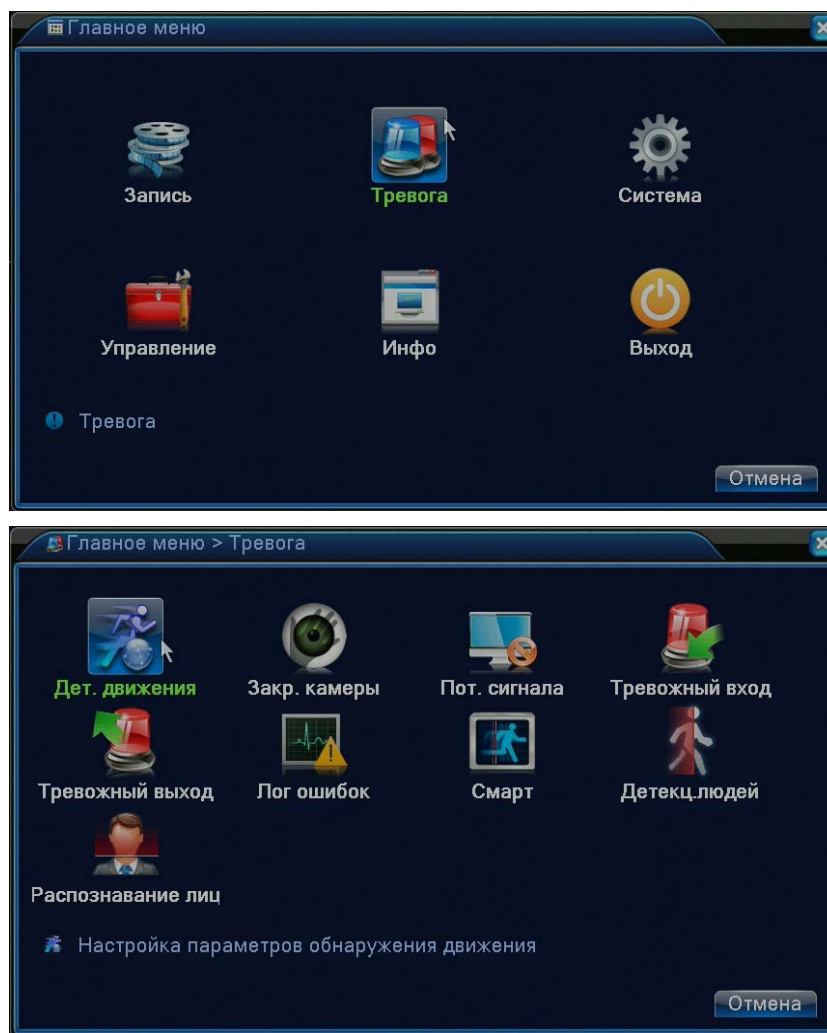 Главное меню
Запись
Тревога
Система
Управление
Инфо
Выход
Тревога
Отмена
Главное меню > Тревога
Дет. движения
Закр. камеры
Пот. сигнала
Тревожный вход
Тревожный выход
Лог ошибок
Смарт
Детекц.людей
Распознавание лиц
Настройка параметров обнаружения движения
Отмена